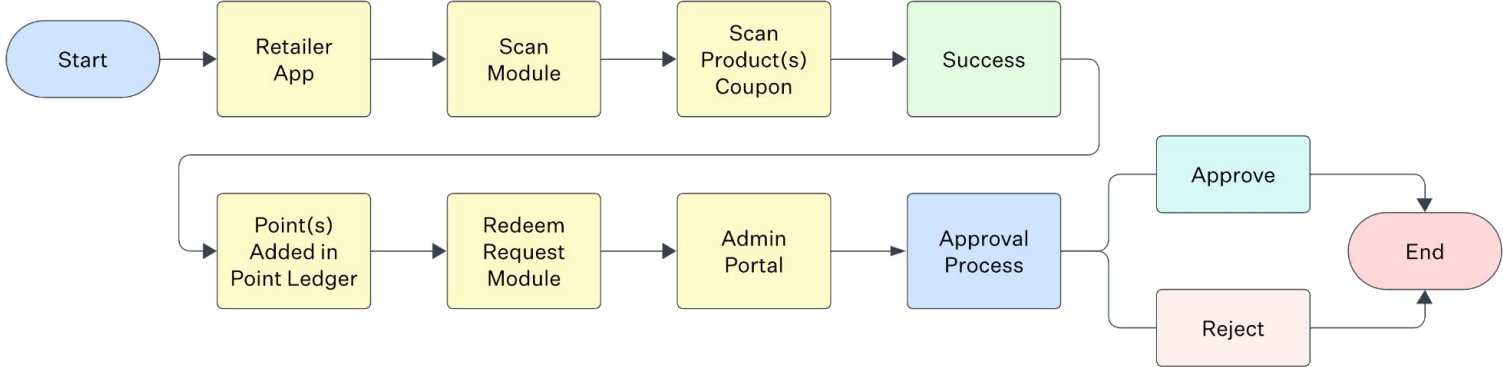 Start
Retailer
App
Scan
Module
Scan
Product(s)
Coupon
Success
Point(s)
Added in
Point Ledger
Redeem
Request
Module
Admin
Portal
Approval
Process
Approve
Reject
End